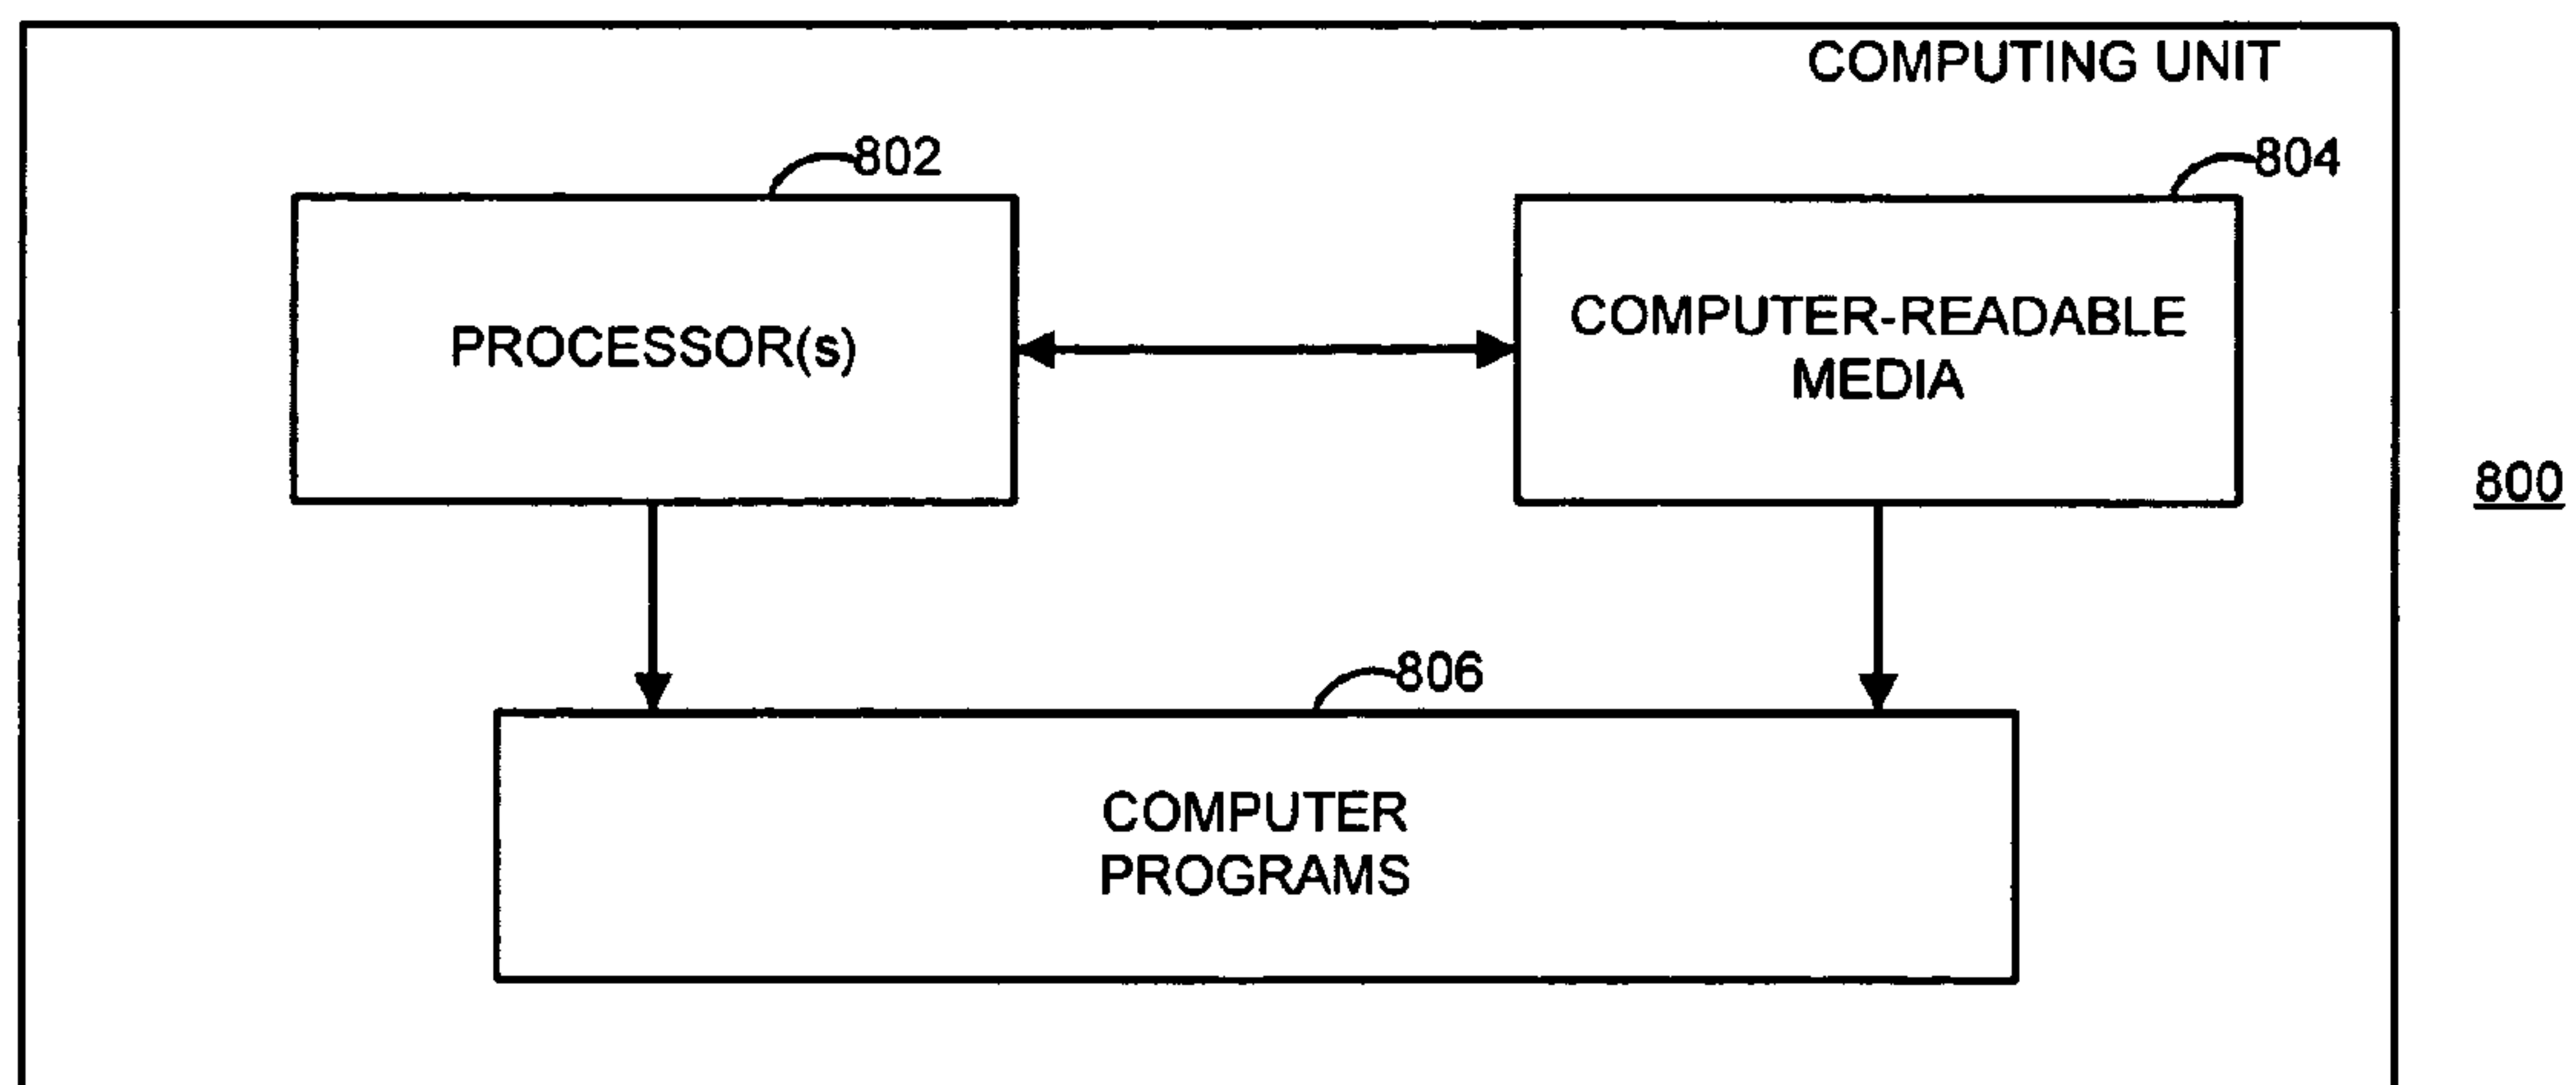 COMPUTING UNIT
802
804
PROCESSOR(s)
COMPUTER-READABLE
MEDIA
800
806
COMPUTER
PROGRAMS